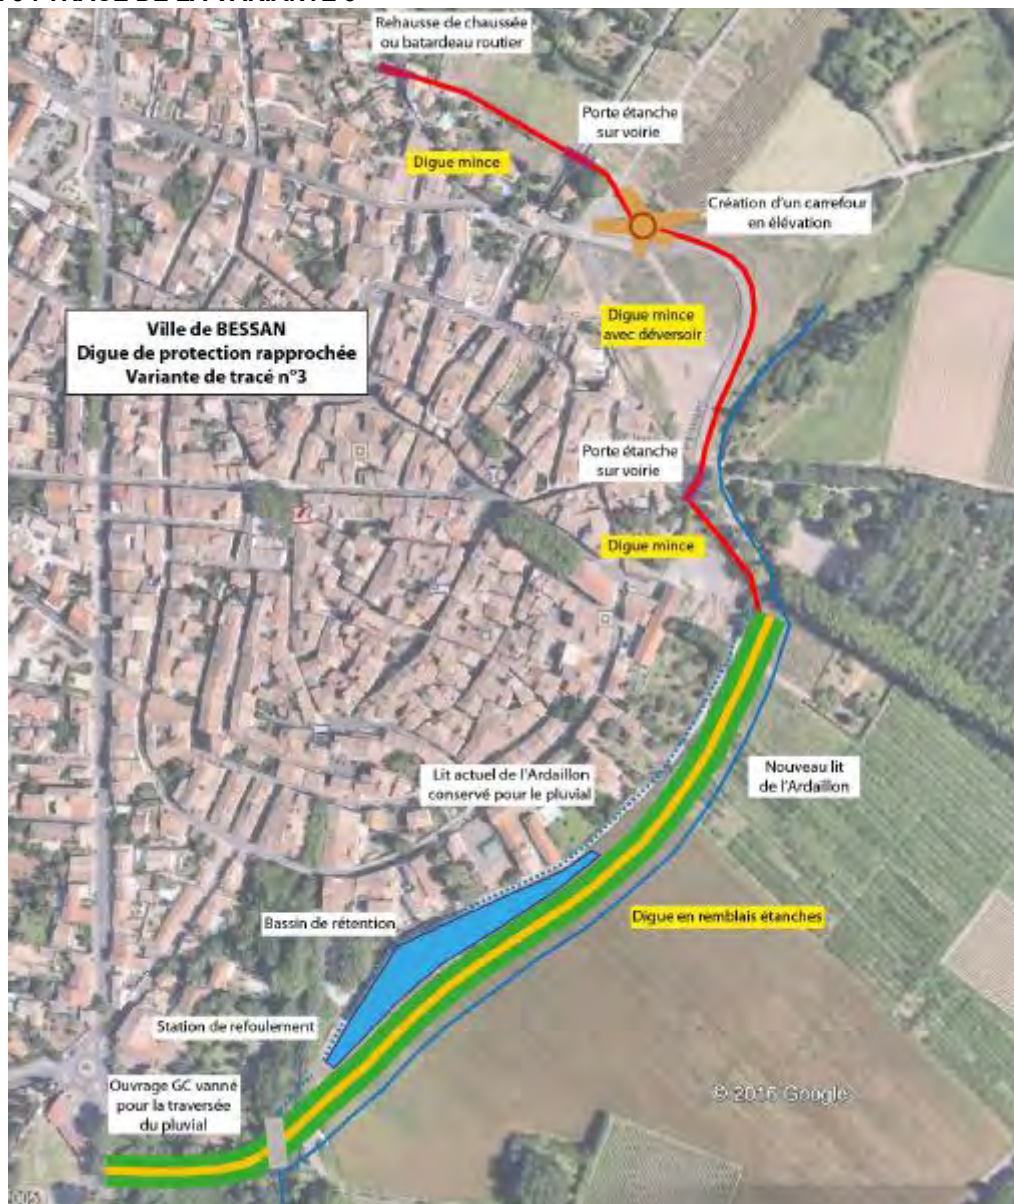 Rehausse de chaussée
ou batardeau routier
Porte étanche
sur voirie
Digue mince
Création d'un carrefour
en élévation
Ville de BESSAN
Digue de protection rapprochée
Variante de tracé n°3
Digue mince
avec déversoir
Porte étanche
sur voirie
Digue mince
Lit actuel de l'Ardaillon
conservé pour le pluvial
Nouveau lit
de l'Ardaillon
Bassin de rétention
Digue en remblais étanches
Station de refoulement
Ouvrage GC vanné
pour la traversée
du pluvial
© 2016 Google